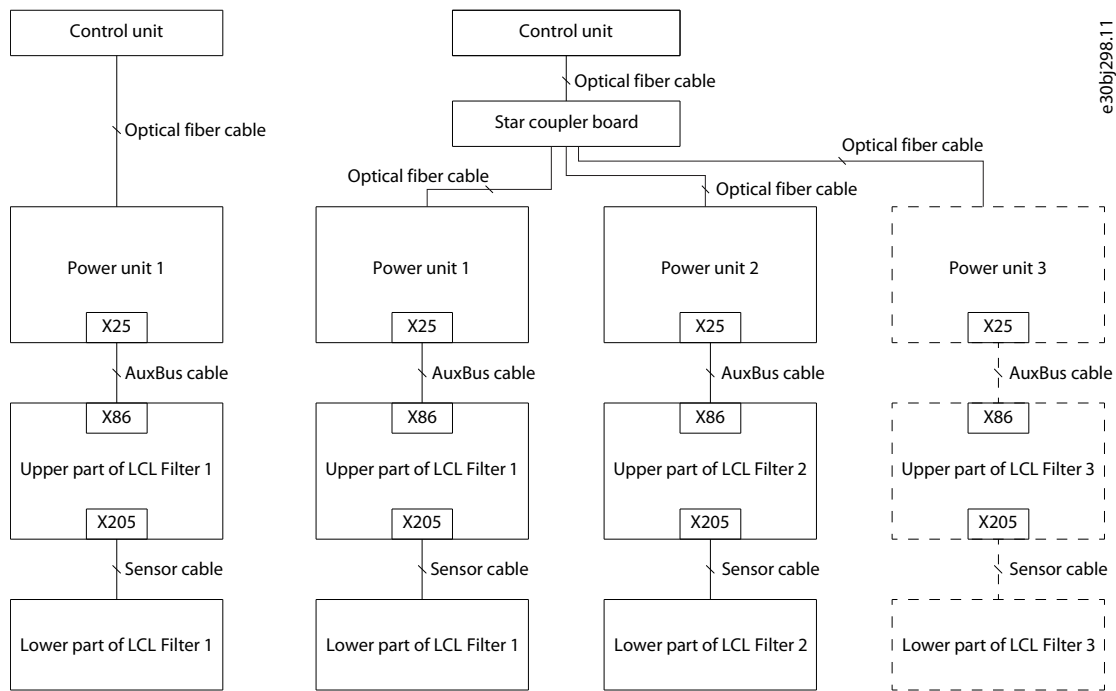 Control unit
Control unit
e30bj298.11
Optical fiber cable
Star coupler board
Optical fiber cable
Optical fiber cable
Optical fiber cable
Optical fiber cable
Power unit 1
Power unit 1
Power unit 2
Power unit 3
X25
X25
X25
X25
AuxBus cable
AuxBus cable
AuxBus cable
AuxBus cable
X86
X86
X86
X86
Upper part of LCL Filter 1
Upper part of LCL Filter 1
Upper part of LCL Filter 2
Upper part of LCL Filter 3
X205
X205
X205
X205
Sensor cable
Sensor cable
Sensor cable
Sensor cable
Lower part of LCL Filter 1
Lower part of LCL Filter 1
Lower part of LCL Filter 2
Lower part of LCL Filter 3